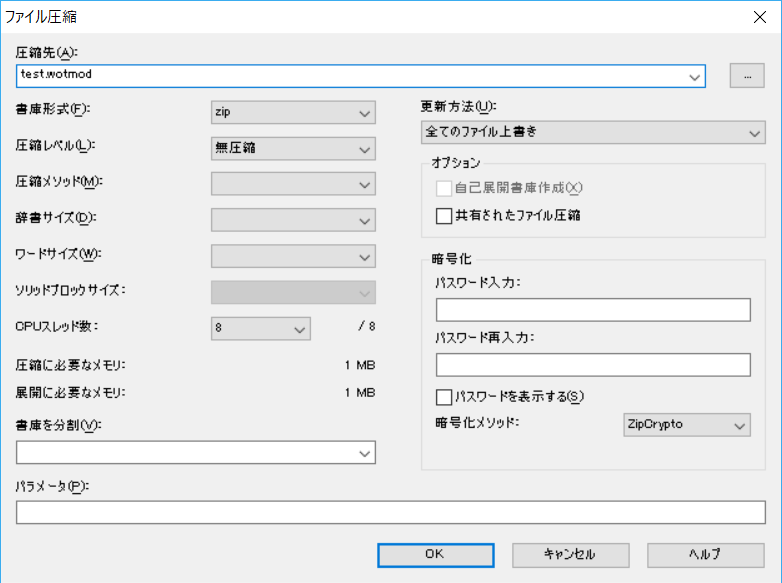 ファイル圧縮
圧縮先(A):
test.wotmod
...
書庫形式(F):
zip
圧縮レベル(L):
無圧縮
圧縮メソッド(M):
辞書サイズ(D):
ワードサイズ(W):
ソリッドブロックサイズ:
CPUスレッド数:
8
/ 8
圧縮に必要なメモリ:
1 MB
展開に必要なメモリ:
1 MB
書庫を分割(V):
更新方法(U):
全てのファイル上書き
オプション
自己展開書庫作成(X)
共有されたファイル圧縮
暗号化
パスワード入力:
パスワード再入力:
パスワードを表示する(S)
暗号化メソッド:
ZipCrypto
パラメータ(P):
OK
キャンセル
ヘルプ